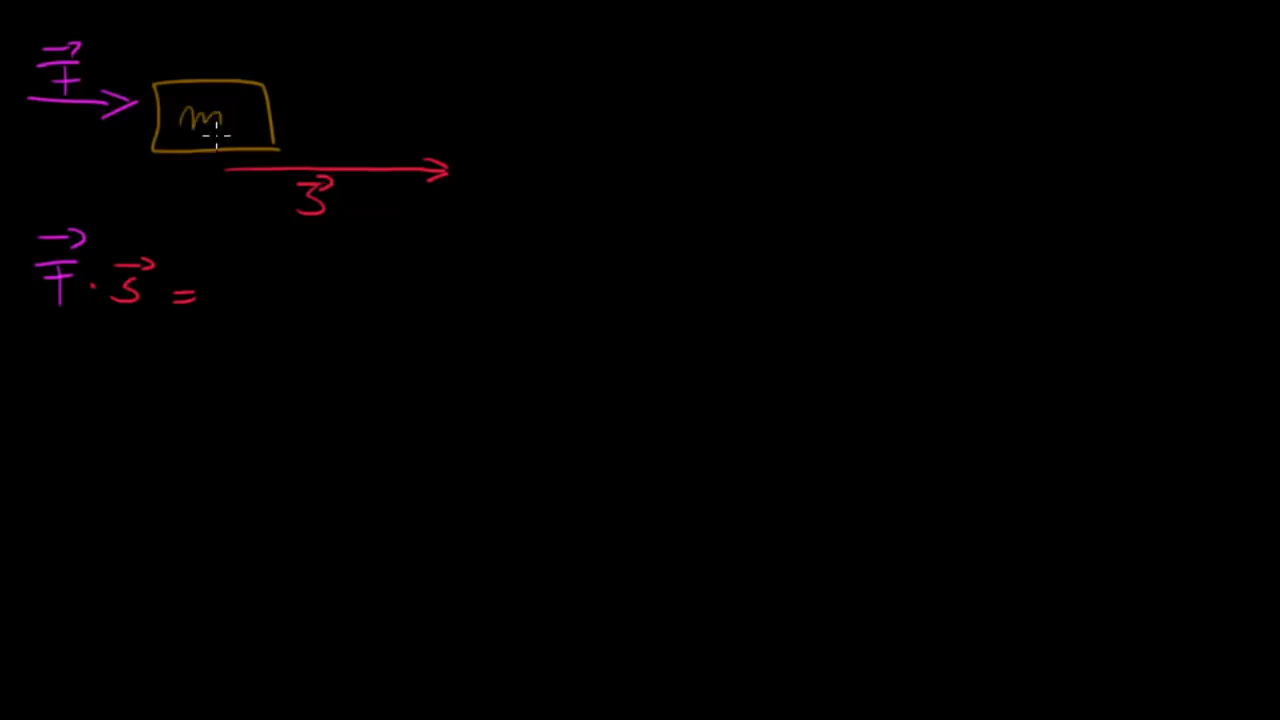 F⃗
m
s⃗
F⃗ · s⃗ =